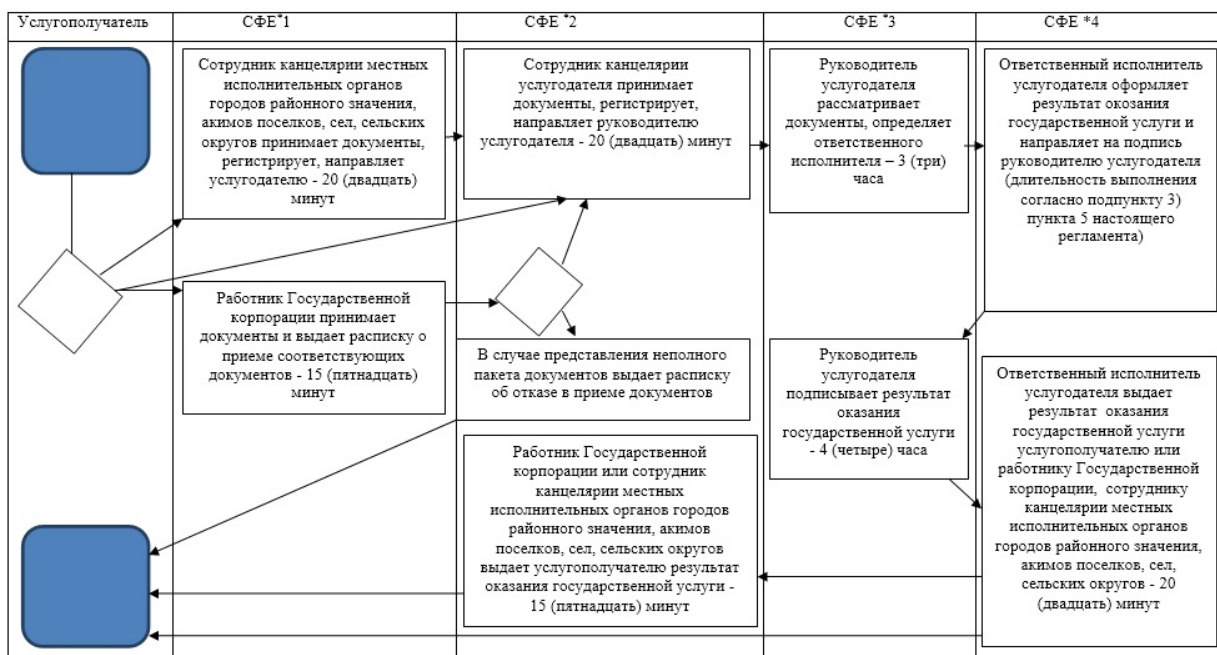 Услугополучатель
СФЕ*1
СФЕ *2
СФЕ *3
СФЕ *4
Сотрудник канцелярии местных
исполнительных органов
городов районного значения,
акимов поселков, сел, сельских
округов принимает документы,
регистрирует, направляет
услугодателю - 20 (двадцать)
минут
Сотрудник канцелярии
услугодателя принимает
документы, регистрирует,
направляет руководителю
услугодателя - 20 (двадцать) минут
Руководитель
услугодателя
рассматривает
документы, определяет
ответственного
исполнителя – 3 (три)
часа
Ответственный исполнитель
услугодателя оформляет
результат окозания
государственной услуги и
направляет на подпись
руководителю услугодателя
(длительность выполнения
согласно подпункту 3)
пункта 5 настоящего
регламента)
Работник Государственной
корпорации принимает
документы и выдает расписку о
приеме соответствующих
документов - 15 (пятнадцать)
минут
В случае представления неполного
пакета документов выдает расписку
об отказе в приеме документов
Руководитель
услугодателя
подписывает результат
оказания
государственной услуги
- 4 (четыре) часа
Ответственный исполнитель
услугодателя выдает
результат оказания
государственной услуги
услугополучателю или
работнику Государственной
корпорации, сотруднику
канцелярии местных
исполнительных органов
городов районного значения,
акимов поселков, сел,
сельских округов - 20
(двадцать) минут
Работник Государственной
корпорации или сотрудник
канцелярии местных
исполнительных органов городов
районного значения, акимов
поселков, сел, сельских округов
выдает услугополучателю результат
оказания государственной услуги -
15 (пятнадцать) минут